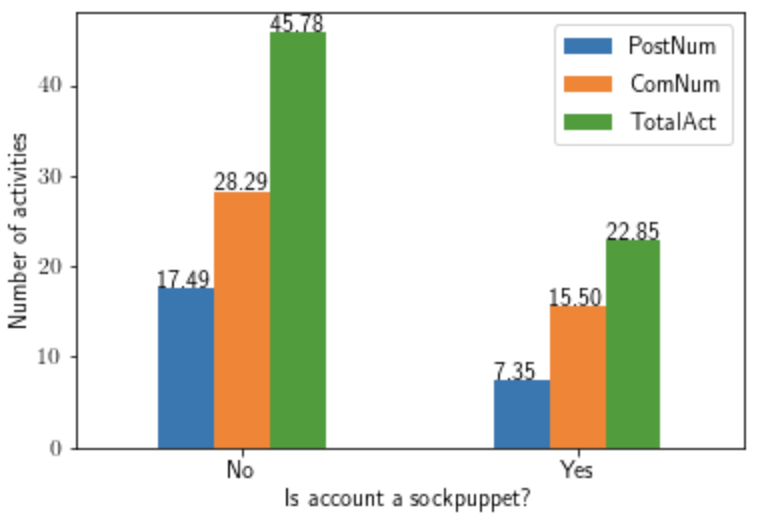 45.78
PostNum
ComNum
TotalAct
40
30
28.29
22.85
20
17.49
15.50
10
7.35
0
No
Yes
Number of activities
Is account a sockpuppet?